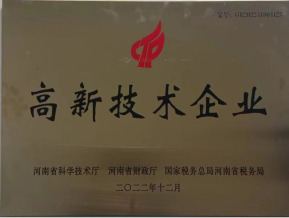 高新技术企业
河南省科学技术厅 河南省财政厅 国家税务总局河南省税务局
二〇二二年十二月